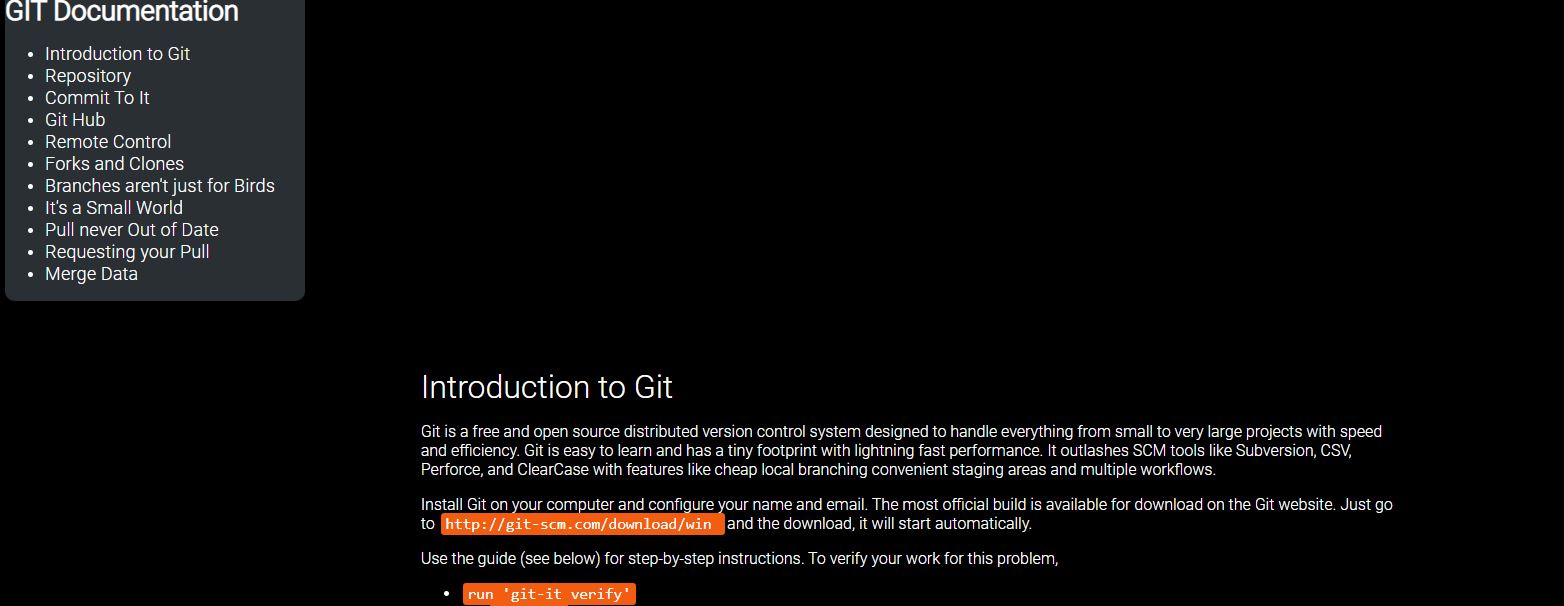 GIT Documentation
Introduction to Git
Repository
Commit To It
Git Hub
Remote Control
Forks and Clones
Branches aren't just for Birds
It's a Small World
Pull never Out of Date
Requesting your Pull
Merge Data
Introduction to Git
Git is a free and open source distributed version control system designed to handle everything from small to very large projects with speed
and efficiency. Git is easy to learn and has a tiny footprint with lightning fast performance. It outlashes SCM tools like Subversion, CSV,
Perforce, and ClearCase with features like cheap local branching convenient staging areas and multiple workflows.
Install Git on your computer and configure your name and email. The most official build is available for download on the Git website. Just go
to http://git-scm.com/download/win and the download, it will start automatically.
Use the guide (see below) for step-by-step instructions. To verify your work for this problem,
run 'git-it verify'